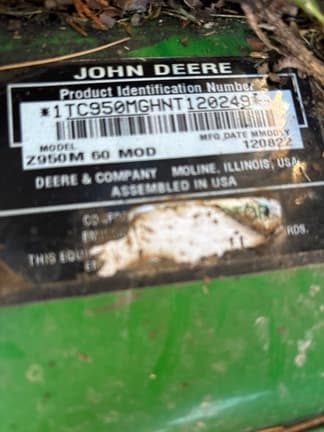 JOHN DEERE
Product Identification Number
*1TC950MGHNT120249*
MODEL MFG DATE MMDDYY
Z950M 60 MOD 120822
DEERE & COMPANY MOLINE, ILLINOIS, USA
ASSEMBLED IN USA
RDS.
THIS